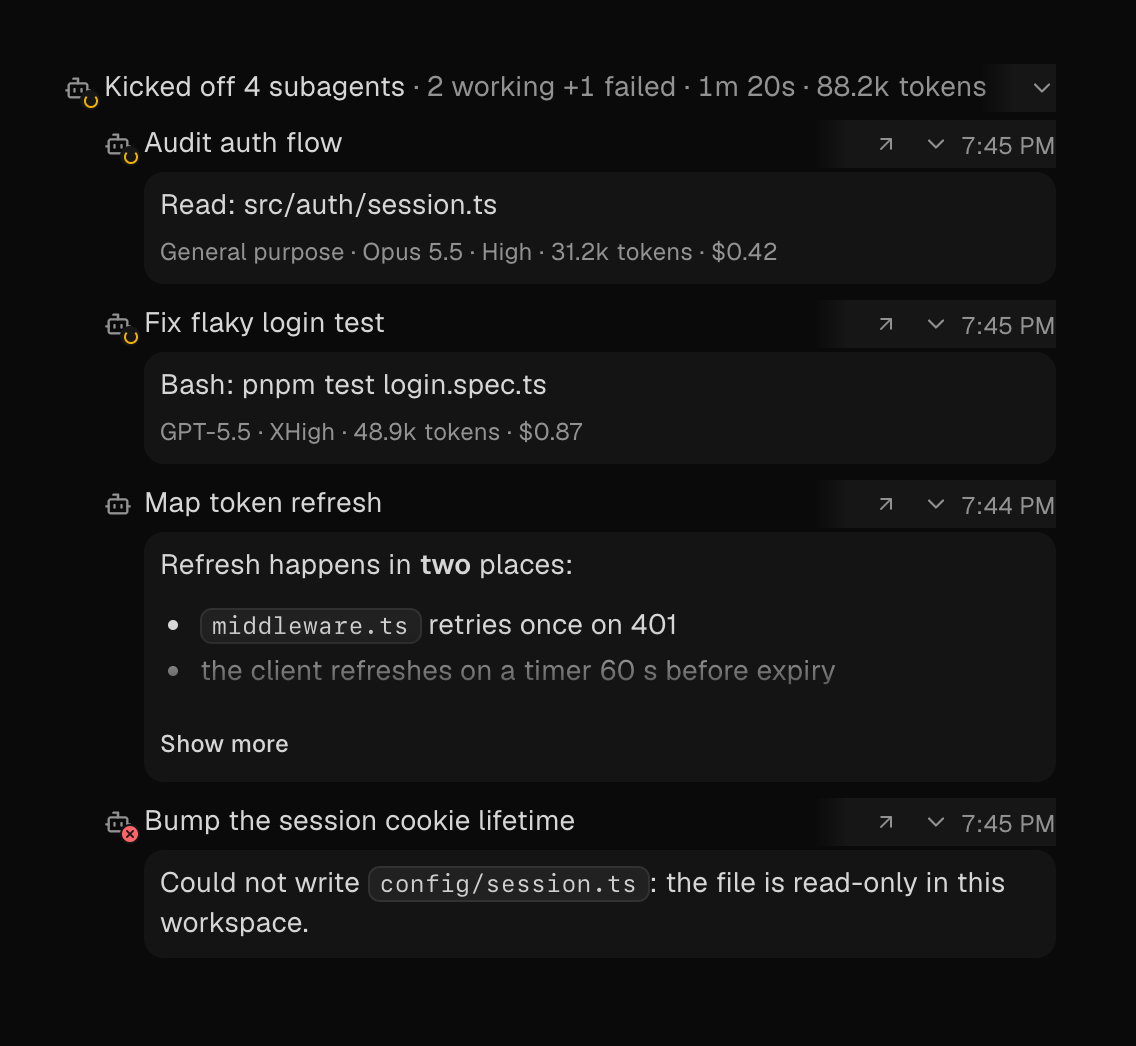 Kicked off 4 subagents · 2 working +1 failed · 1m 20s · 88.2k tokens
Audit auth flow 7:45 PM
Read: src/auth/session.ts
General purpose · Opus 5.5 · High · 31.2k tokens · $0.42
Fix flaky login test 7:45 PM
Bash: pnpm test login.spec.ts
GPT-5.5 · XHigh · 48.9k tokens · $0.87
Map token refresh 7:44 PM
Refresh happens in two places:
• middleware.ts retries once on 401
• the client refreshes on a timer 60 s before expiry
Show more
Bump the session cookie lifetime 7:45 PM
Could not write config/session.ts: the file is read-only in this
workspace.